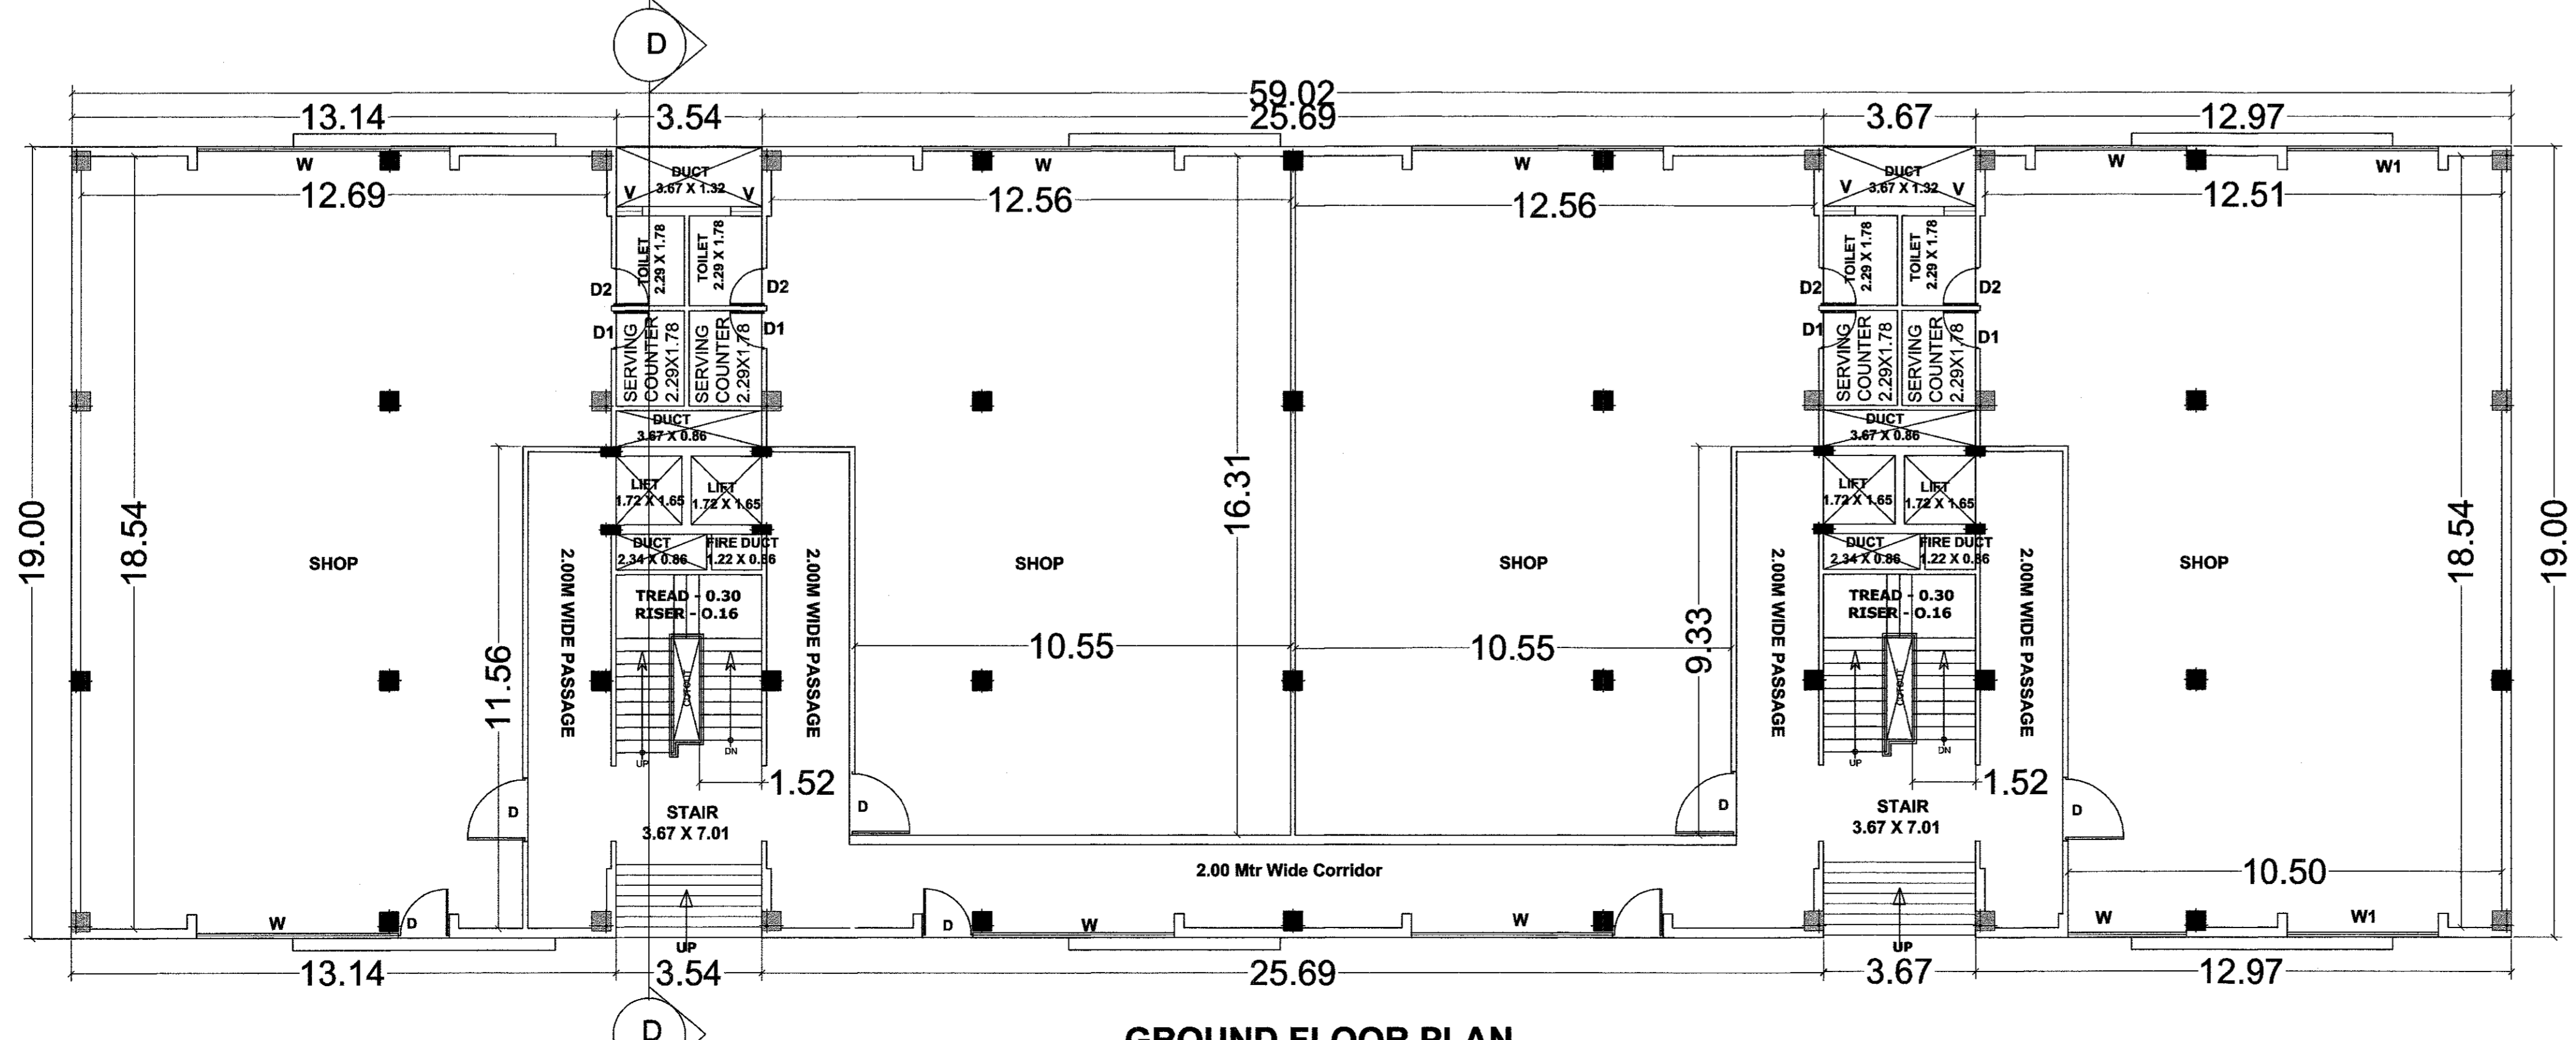 D
59.02
13.14
3.54
25.69
3.67
12.97
W
W
W
W
W1
DUCT
3.67 X 1.32
V
V
DUCT
3.67 X 1.32
V
V
12.69
12.56
12.56
12.51
TOILET
2.29 X 1.78
TOILET
2.29 X 1.78
TOILET
2.29 X 1.78
TOILET
2.29 X 1.78
D2
D2
D2
D2
D1
D1
D1
D1
SERVING
COUNTER
2.29X1.78
SERVING
COUNTER
2.29X1.78
SERVING
COUNTER
2.29X1.78
SERVING
COUNTER
2.29X1.78
DUCT
3.67 X 0.86
DUCT
3.67 X 0.86
LIFT
1.72 X 1.65
LIFT
1.72 X 1.65
LIFT
1.72 X 1.65
LIFT
1.72 X 1.65
19.00
18.54
16.31
18.54
19.00
DUCT
2.34 X 0.86
FIRE DUCT
1.22 X 0.86
DUCT
2.34 X 0.86
FIRE DUCT
1.22 X 0.86
SHOP
SHOP
SHOP
SHOP
2.00M WIDE PASSAGE
2.00M WIDE PASSAGE
2.00M WIDE PASSAGE
2.00M WIDE PASSAGE
TREAD - 0.30
RISER - O.16
TREAD - 0.30
RISER - O.16
11.56
10.55
10.55
9.33
UP
DN
UP
DN
1.52
1.52
D
STAIR
3.67 X 7.01
D
D
STAIR
3.67 X 7.01
D
2.00 Mtr Wide Corridor
10.50
W
D
D
W
W
W
W1
UP
UP
13.14
3.54
25.69
3.67
12.97
D
GROUND FLOOR PLAN